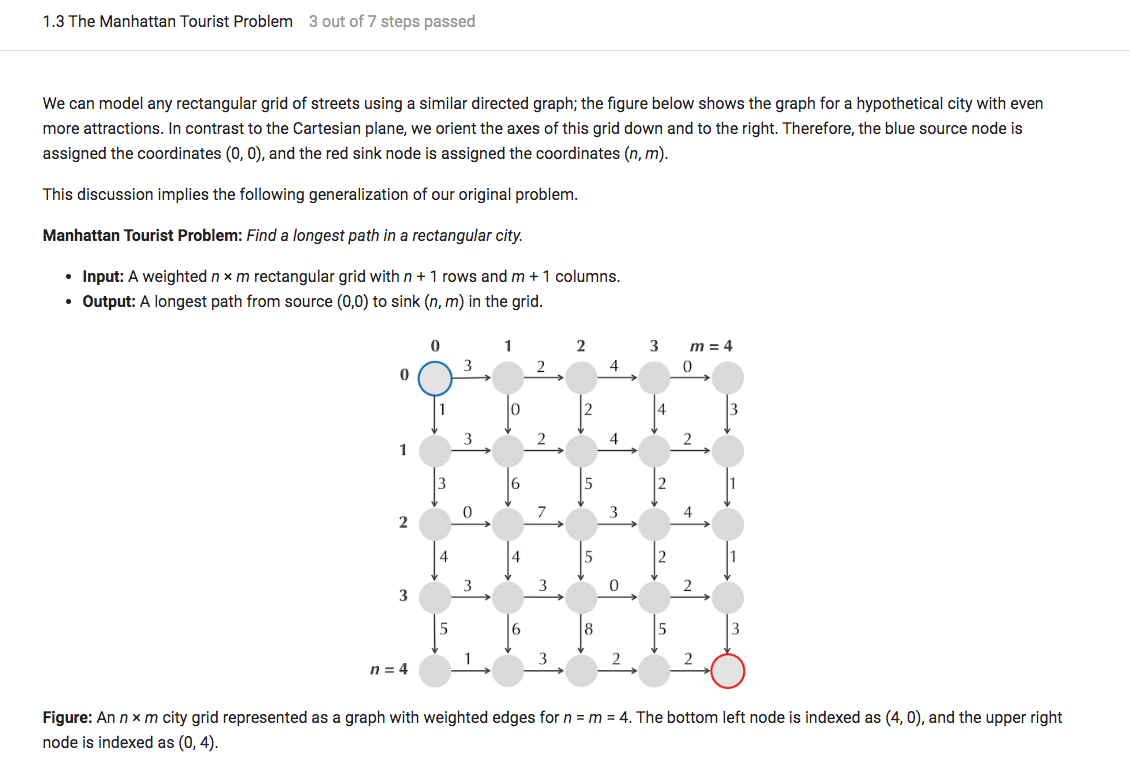 1.3 The Manhattan Tourist Problem 3 out of 7 steps passed
We can model any rectangular grid of streets using a similar directed graph; the figure below shows the graph for a hypothetical city with even
more attractions. In contrast to the Cartesian plane, we orient the axes of this grid down and to the right. Therefore, the blue source node is
assigned the coordinates (0, 0), and the red sink node is assigned the coordinates (n, m).
This discussion implies the following generalization of our original problem.
Manhattan Tourist Problem: Find a longest path in a rectangular city.
• Input: A weighted n × m rectangular grid with n + 1 rows and m + 1 columns.
• Output: A longest path from source (0,0) to sink (n, m) in the grid.
0 1 2 3 m = 4
3 2 4 0
0
1 0 2 4 3
3 2 4 2
1
3 6 5 2 1
0 7 3 4
2
4 4 5 2 1
3 3 0 2
3
5 6 8 5 3
1 3 2 2
n = 4
Figure: An n × m city grid represented as a graph with weighted edges for n = m = 4. The bottom left node is indexed as (4, 0), and the upper right
node is indexed as (0, 4).